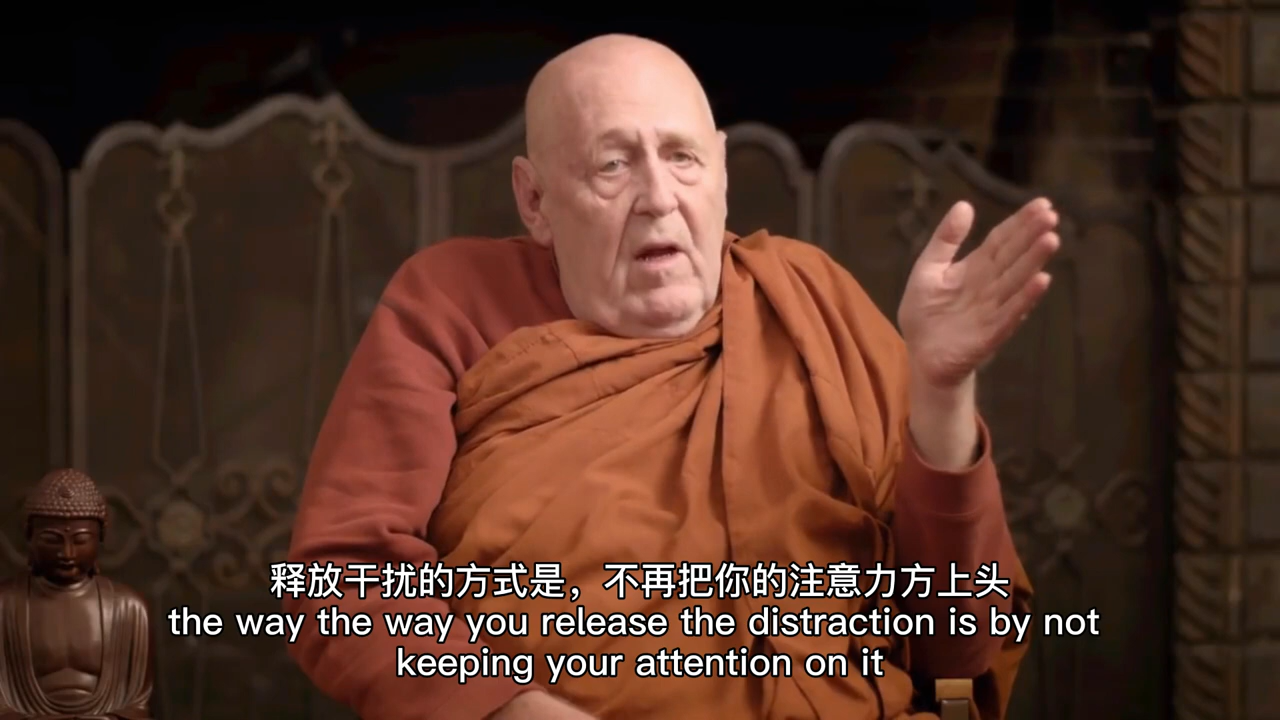 释放干扰的方式是，不再把你的注意力方上头
the way the way you release the distraction is by not
keeping your attention on it